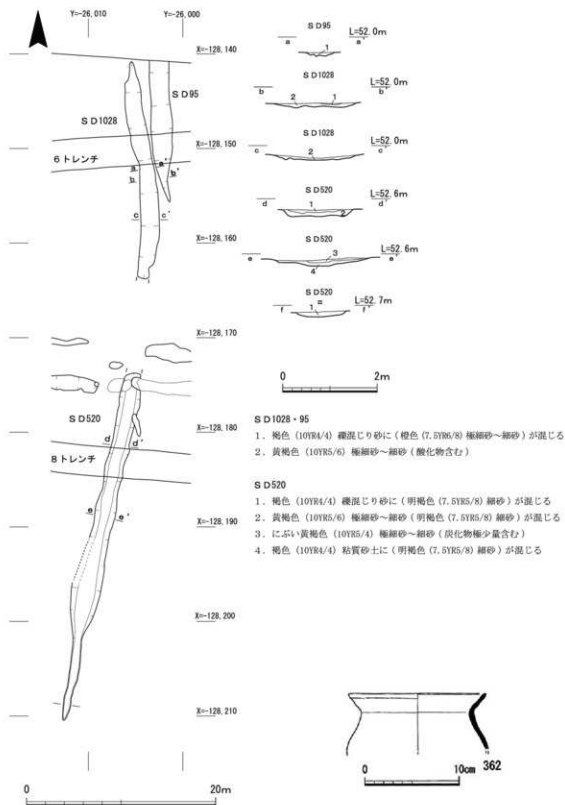 Y=-26,010
Y=-26,000
X=-128,140
SD95
SD1028
X=-128,150
6トレンチ
a a'
b b'
c c'
X=-128,160
X=-128,170
SD520
X=-128,180
d d'
8トレンチ
e e'
X=-128,190
X=-128,200
X=-128,210
0 20m
SD95
L=52.0m
a a'
1
SD1028
L=52.0m
b b'
2 1
SD1028
L=52.0m
c c'
2
SD520
L=52.6m
d d'
1 2
SD520
L=52.6m
e e'
3
4
SD520
L=52.7m
f f'
1
0 2m
SD1028・95
1. 褐色 (10YR4/4) 礫混じり砂に (橙色 (7.5YR6/8) 極細砂〜細砂) が混じる
2. 黄褐色 (10YR5/6) 極細砂〜細砂 (酸化物含む)
SD520
1. 褐色 (10YR4/4) 礫混じり砂に (明褐色 (7.5YR5/8) 細砂) が混じる
2. 黄褐色 (10YR5/6) 極細砂〜細砂 (明褐色 (7.5YR5/8) 細砂) が混じる
3. にぶい黄褐色 (10YR5/4) 極細砂〜細砂 (炭化物極少量含む)
4. 褐色 (10YR4/4) 粘質砂土に (明褐色 (7.5YR5/8) 細砂) が混じる
0 10cm 362